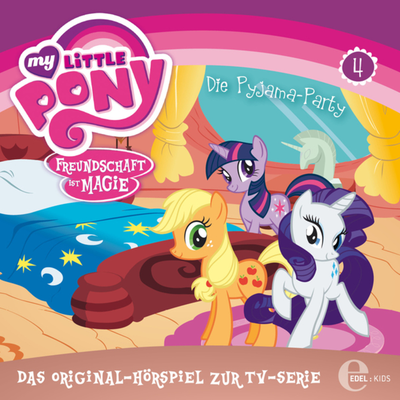 my LITTLE
PONY
FREUNDSCHAFT
IST MAGIE
4
Die Pyjama-Party
DAS ORIGINAL-HÖRSPIEL ZUR TV-SERIE
e
EDEL:KIDS